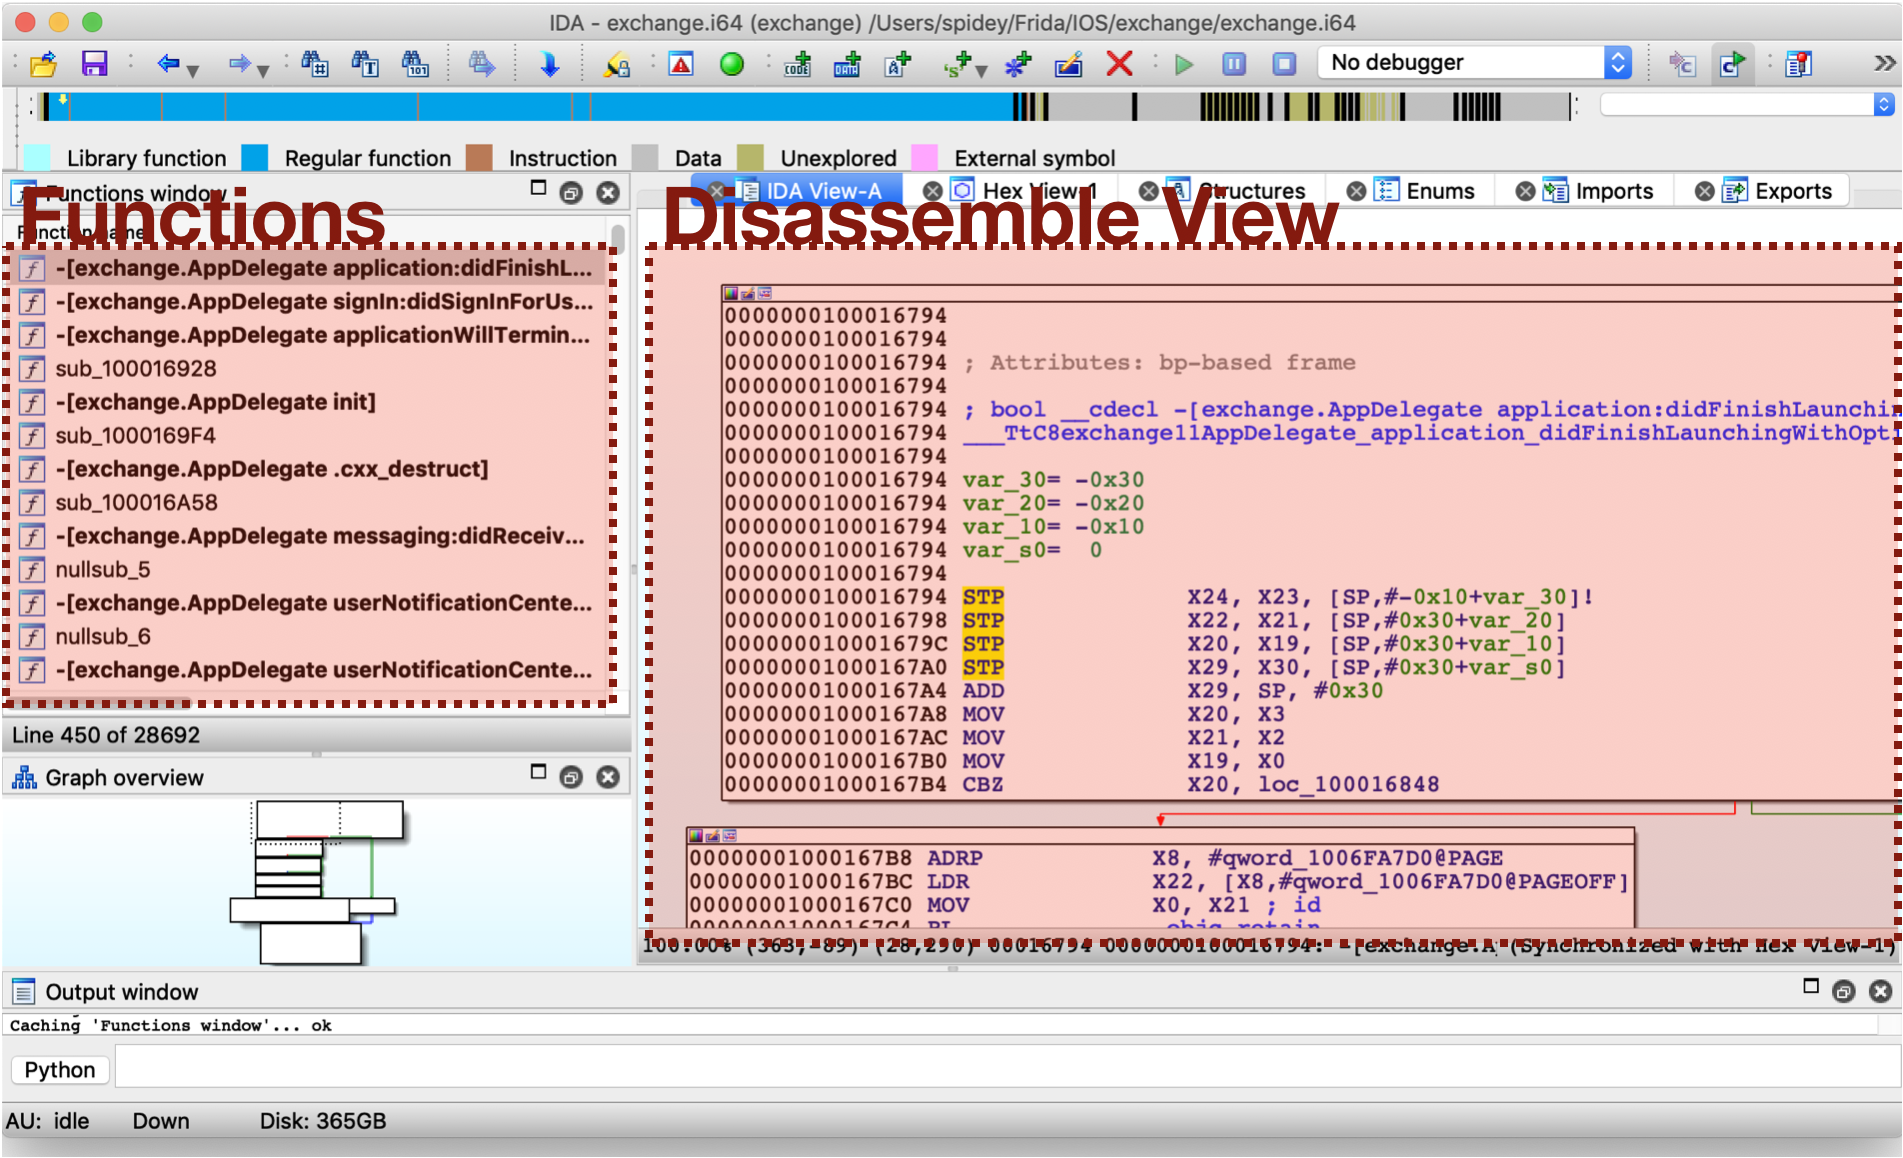 IDA - exchange.i64 (exchange) /Users/spidey/Frida/IOS/exchange/exchange.i64
No debugger
Library function Regular function Instruction Data Unexplored External symbol
Functions window
Functions
Function name
-[exchange.AppDelegate application:didFinishL...
-[exchange.AppDelegate signIn:didSignInForUs...
-[exchange.AppDelegate applicationWillTermin...
sub_100016928
-[exchange.AppDelegate init]
sub_1000169F4
-[exchange.AppDelegate .cxx_destruct]
sub_100016A58
-[exchange.AppDelegate messaging:didReceiv...
nullsub_5
-[exchange.AppDelegate userNotificationCente...
nullsub_6
-[exchange.AppDelegate userNotificationCente...
Line 450 of 28692
Graph overview
IDA View-A Hex View-1 Structures Enums Imports Exports
Disassemble View
0000000100016794
0000000100016794
0000000100016794 ; Attributes: bp-based frame
0000000100016794
0000000100016794 ; bool __cdecl -[exchange.AppDelegate application:didFinishLaunchin
0000000100016794 ___TtC8exchange11AppDelegate_application_didFinishLaunchingWithOpti
0000000100016794
0000000100016794 var_30= -0x30
0000000100016794 var_20= -0x20
0000000100016794 var_10= -0x10
0000000100016794 var_s0= 0
0000000100016794
0000000100016794 STP X24, X23, [SP,#-0x10+var_30]!
0000000100016798 STP X22, X21, [SP,#0x30+var_20]
000000010001679C STP X20, X19, [SP,#0x30+var_10]
00000001000167A0 STP X29, X30, [SP,#0x30+var_s0]
00000001000167A4 ADD X29, SP, #0x30
00000001000167A8 MOV X20, X3
00000001000167AC MOV X21, X2
00000001000167B0 MOV X19, X0
00000001000167B4 CBZ X20, loc_100016848
00000001000167B8 ADRP X8, #qword_1006FA7D0@PAGE
00000001000167BC LDR X22, [X8,#qword_1006FA7D0@PAGEOFF]
00000001000167C0 MOV X0, X21 ; id
00000001000167C4 BL _objc_retain
100.00% (363,-89) (28,290) 00016794 0000000100016794: -[exchange.A (Synchronized with Hex View-1)
Output window
Caching 'Functions window'... ok
Python
AU: idle Down Disk: 365GB